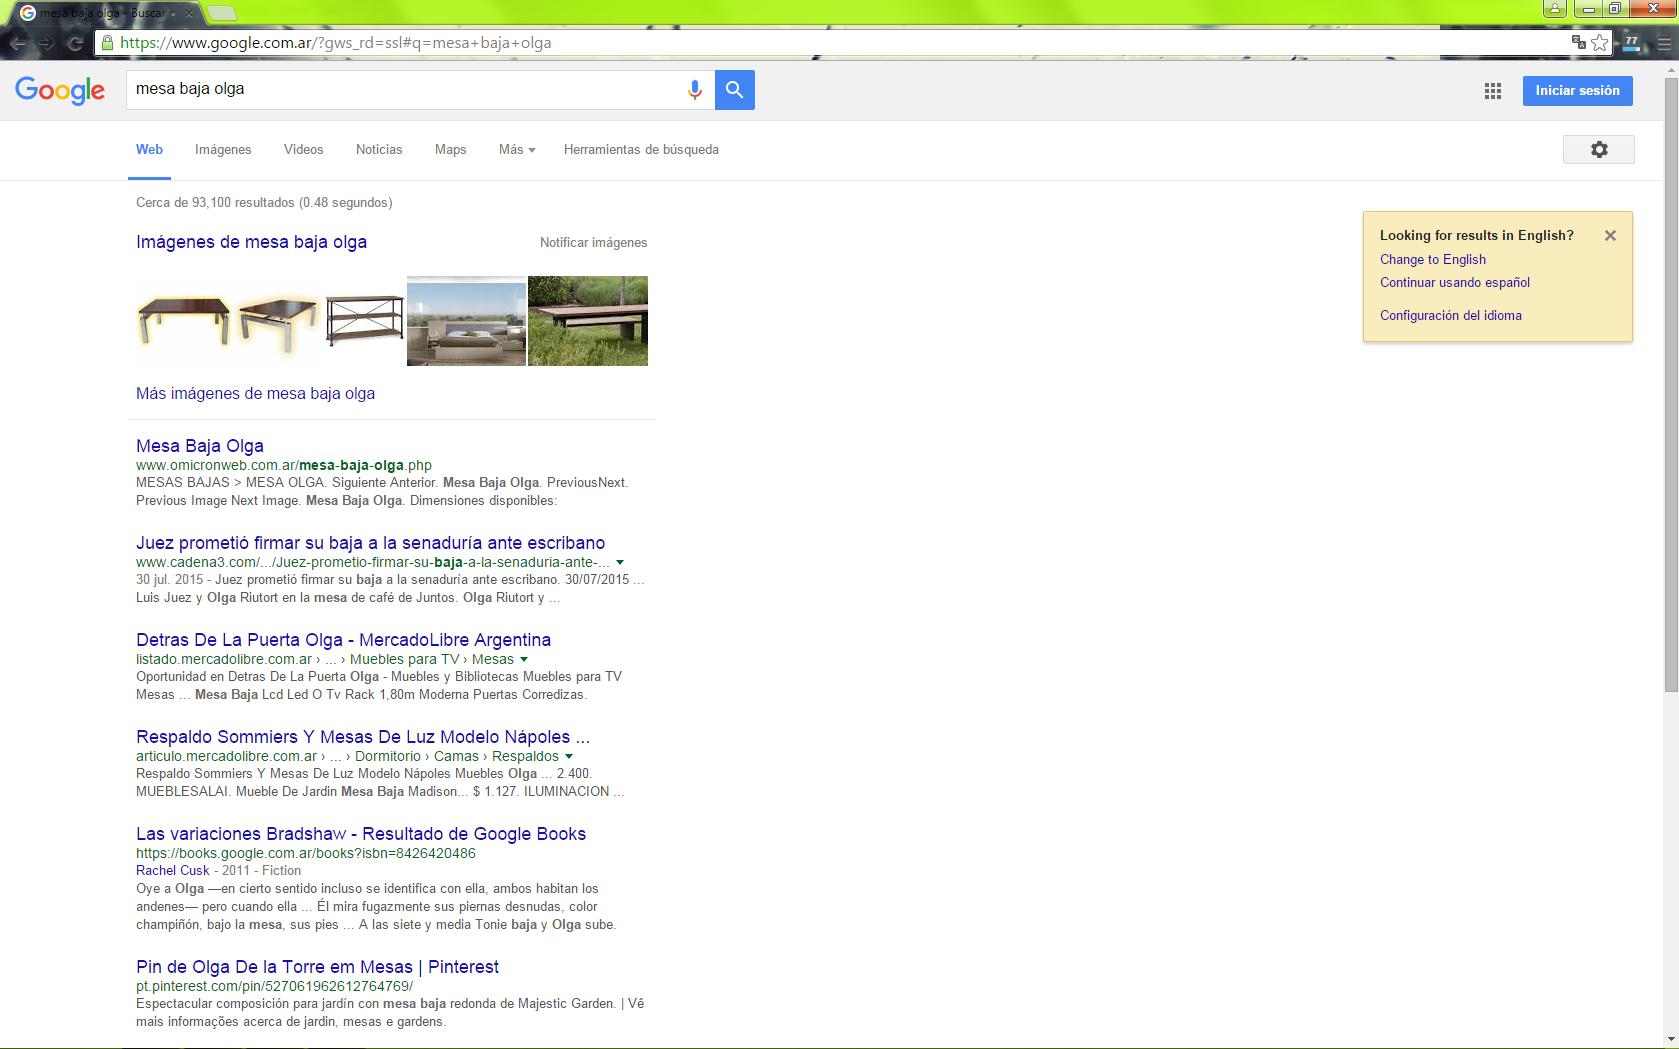 mesa baja olga - Buscar c
https://www.google.com.ar/?gws_rd=ssl#q=mesa+baja+olga
77
Google
mesa baja olga
Iniciar sesión
Web Imágenes Videos Noticias Maps Más Herramientas de búsqueda
Cerca de 93,100 resultados (0.48 segundos)
Imágenes de mesa baja olga
Notificar imágenes
Más imágenes de mesa baja olga
Mesa Baja Olga
www.omicronweb.com.ar/mesa-baja-olga.php
MESAS BAJAS > MESA OLGA. Siguiente Anterior. Mesa Baja Olga. PreviousNext.
Previous Image Next Image. Mesa Baja Olga. Dimensiones disponibles:
Juez prometió firmar su baja a la senaduría ante escribano
www.cadena3.com/.../Juez-prometio-firmar-su-baja-a-la-senaduria-ante-...
30 jul. 2015 - Juez prometió firmar su baja a la senaduría ante escribano. 30/07/2015 ...
Luis Juez y Olga Riutort en la mesa de café de Juntos. Olga Riutort y ...
Detras De La Puerta Olga - MercadoLibre Argentina
listado.mercadolibre.com.ar › ... › Muebles para TV › Mesas
Oportunidad en Detras De La Puerta Olga - Muebles y Bibliotecas Muebles para TV
Mesas ... Mesa Baja Lcd Led O Tv Rack 1,80m Moderna Puertas Corredizas.
Respaldo Sommiers Y Mesas De Luz Modelo Nápoles ...
articulo.mercadolibre.com.ar › ... › Dormitorio › Camas › Respaldos
Respaldo Sommiers Y Mesas De Luz Modelo Nápoles Muebles Olga ... 2.400.
MUEBLESALAI. Mueble De Jardin Mesa Baja Madison... $ 1.127. ILUMINACION ...
Las variaciones Bradshaw - Resultado de Google Books
https://books.google.com.ar/books?isbn=8426420486
Rachel Cusk - 2011 - Fiction
Oye a Olga —en cierto sentido incluso se identifica con ella, ambos habitan los
andenes— pero cuando ella ... Él mira fugazmente sus piernas desnudas, color
champiñón, bajo la mesa, sus pies ... A las siete y media Tonie baja y Olga sube.
Pin de Olga De la Torre em Mesas | Pinterest
pt.pinterest.com/pin/527061962612764769/
Espectacular composición para jardín con mesa baja redonda de Majestic Garden. | Vê
mais informações acerca de jardin, mesas e gardens.
Looking for results in English?
Change to English
Continuar usando español
Configuración del idioma